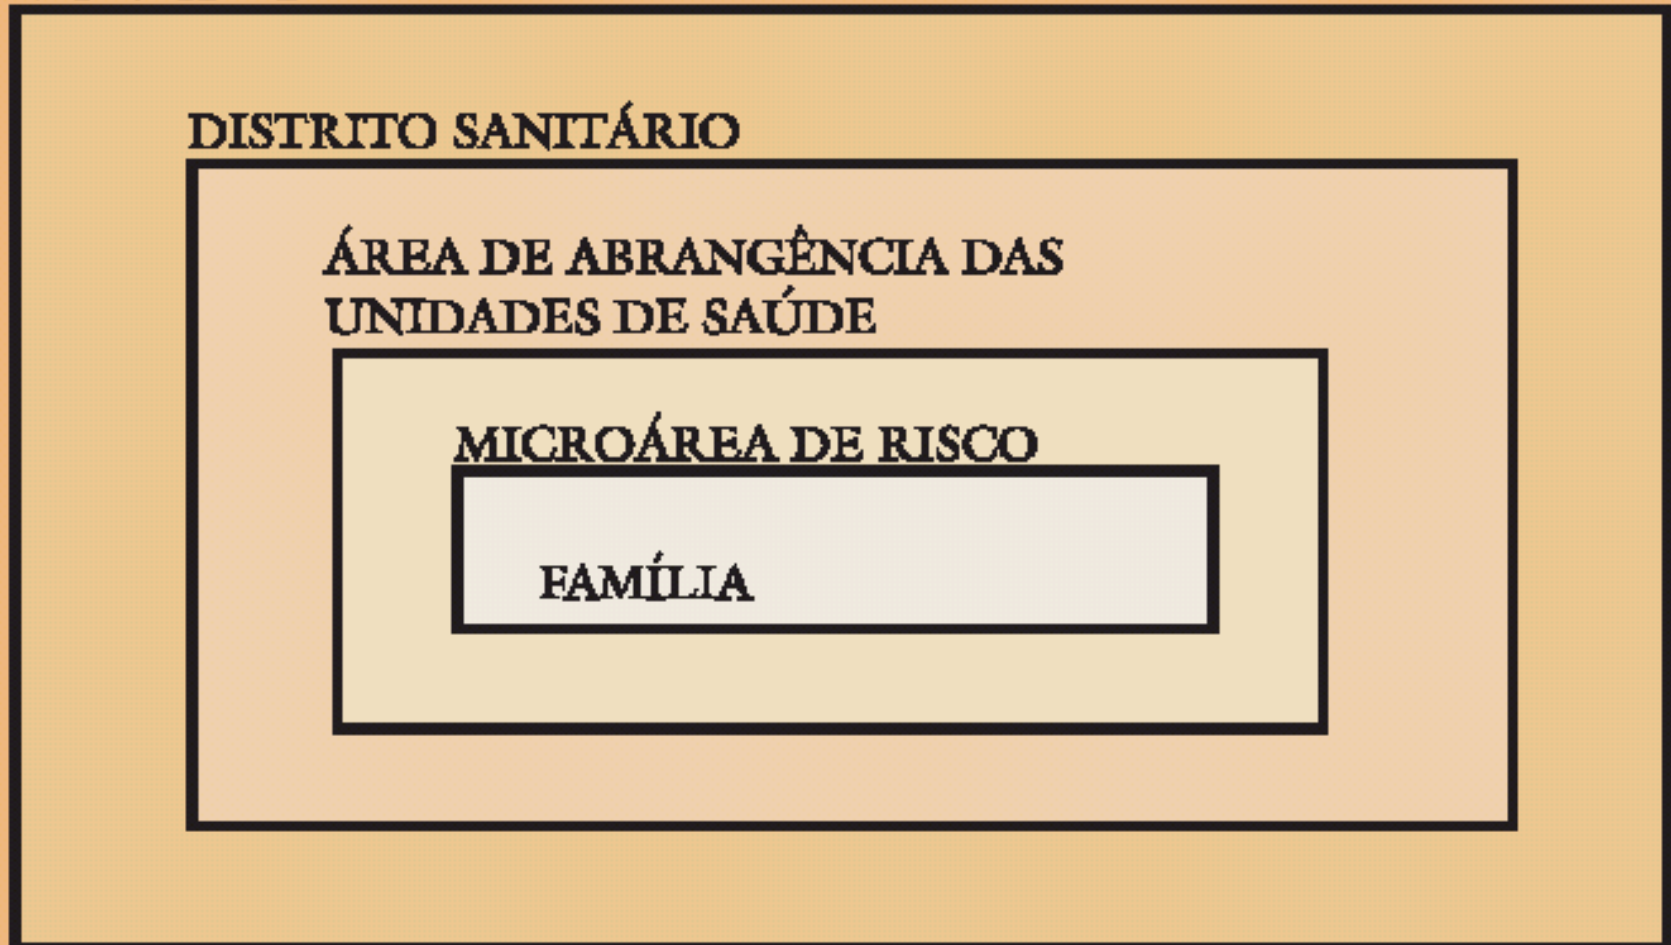 DISTRITO SANITÁRIO
ÁREA DE ABRANGÊNCIA DAS
UNIDADES DE SAÚDE
MICROÁREA DE RISCO
FAMÍLIA